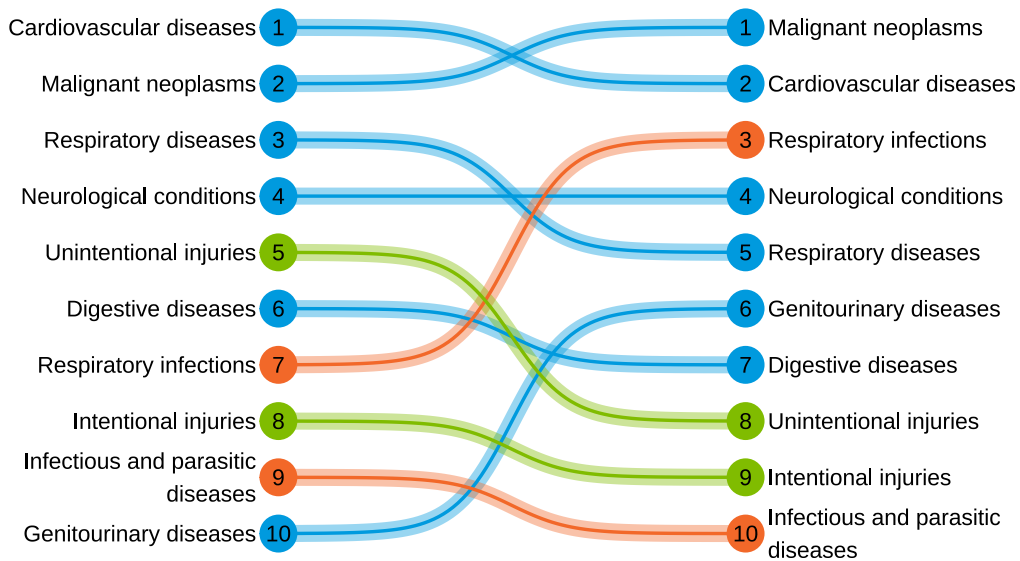 Cardiovascular diseases 1 1 Malignant neoplasms
Malignant neoplasms 2 2 Cardiovascular diseases
Respiratory diseases 3 3 Respiratory infections
Neurological conditions 4 4 Neurological conditions
Unintentional injuries 5 5 Respiratory diseases
Digestive diseases 6 6 Genitourinary diseases
Respiratory infections 7 7 Digestive diseases
Intentional injuries 8 8 Unintentional injuries
Infectious and parasitic
diseases 9 9 Intentional injuries
Genitourinary diseases 10 10 Infectious and parasitic
diseases